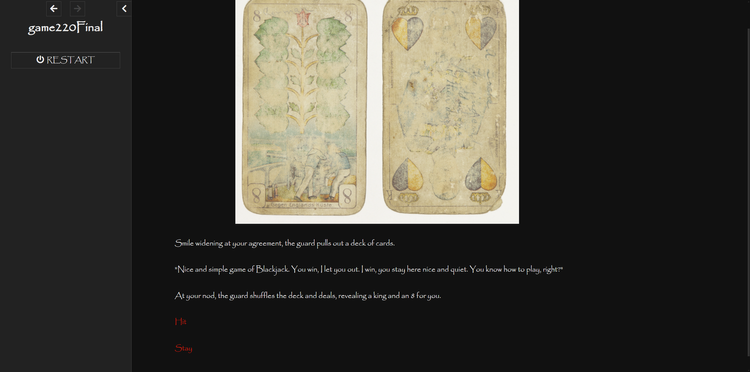 game220Final
RESTART
8
8
8
8
Smile widening at your agreement, the guard pulls out a deck of cards.
"Nice and simple game of Blackjack. You win, I let you out. I win, you stay here nice and quiet. You know how to play, right?"
At your nod, the guard shuffles the deck and deals, revealing a king and an 8 for you.
Hit
Stay